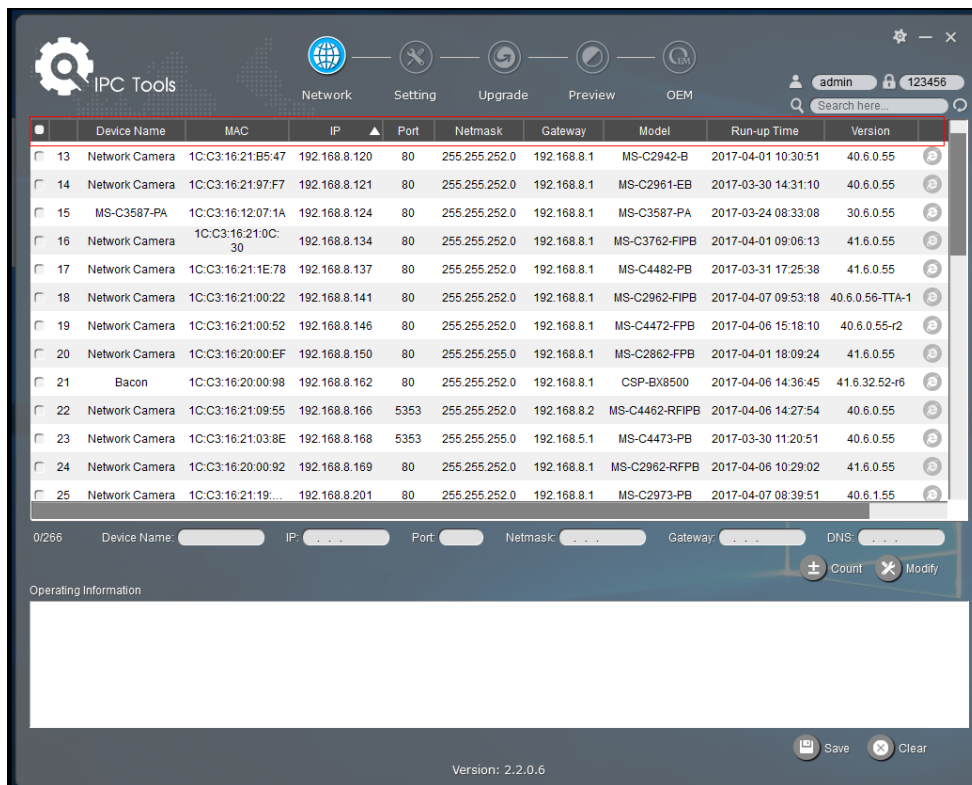 IPC Tools
Network Setting Upgrade Preview OEM
admin 123456
Search here...
Device Name MAC IP Port Netmask Gateway Model Run-up Time Version
13 Network Camera 1C:C3:16:21:B5:47 192.168.8.120 80 255.255.252.0 192.168.8.1 MS-C2942-B 2017-04-01 10:30:51 40.6.0.55
14 Network Camera 1C:C3:16:21:97:F7 192.168.8.121 80 255.255.252.0 192.168.8.1 MS-C2961-EB 2017-03-30 14:31:10 40.6.0.55
15 MS-C3587-PA 1C:C3:16:12:07:1A 192.168.8.124 80 255.255.252.0 192.168.8.1 MS-C3587-PA 2017-03-24 08:33:08 30.6.0.55
16 Network Camera 1C:C3:16:21:0C:30 192.168.8.134 80 255.255.252.0 192.168.8.1 MS-C3762-FIPB 2017-04-01 09:06:13 41.6.0.55
17 Network Camera 1C:C3:16:21:1E:78 192.168.8.137 80 255.255.252.0 192.168.8.1 MS-C4482-PB 2017-03-31 17:25:38 41.6.0.55
18 Network Camera 1C:C3:16:21:00:22 192.168.8.141 80 255.255.252.0 192.168.8.1 MS-C2962-FIPB 2017-04-07 09:53:18 40.6.0.56-TTA-1
19 Network Camera 1C:C3:16:21:00:52 192.168.8.146 80 255.255.252.0 192.168.8.1 MS-C4472-FPB 2017-04-06 15:18:10 40.6.0.55-r2
20 Network Camera 1C:C3:16:20:00:EF 192.168.8.150 80 255.255.255.0 192.168.8.1 MS-C2862-FPB 2017-04-01 18:09:24 41.6.0.55
21 Bacon 1C:C3:16:20:00:98 192.168.8.162 80 255.255.252.0 192.168.8.1 CSP-BX8500 2017-04-06 14:36:45 41.6.32.52-r6
22 Network Camera 1C:C3:16:21:09:55 192.168.8.166 5353 255.255.252.0 192.168.8.2 MS-C4462-RFIPB 2017-04-06 14:27:54 40.6.0.55
23 Network Camera 1C:C3:16:21:03:8E 192.168.8.168 5353 255.255.255.0 192.168.5.1 MS-C4473-PB 2017-03-30 11:20:51 40.6.0.55
24 Network Camera 1C:C3:16:20:00:92 192.168.8.169 80 255.255.252.0 192.168.8.1 MS-C2962-RFPB 2017-04-06 10:29:02 41.6.0.55
25 Network Camera 1C:C3:16:21:19:... 192.168.8.201 80 255.255.252.0 192.168.8.1 MS-C2973-PB 2017-04-07 08:39:51 40.6.1.55
0/266 Device Name: IP: . . . Port: Netmask: . . . Gateway: . . . DNS: . . .
Count Modify
Operating Information
Save Clear
Version: 2.2.0.6